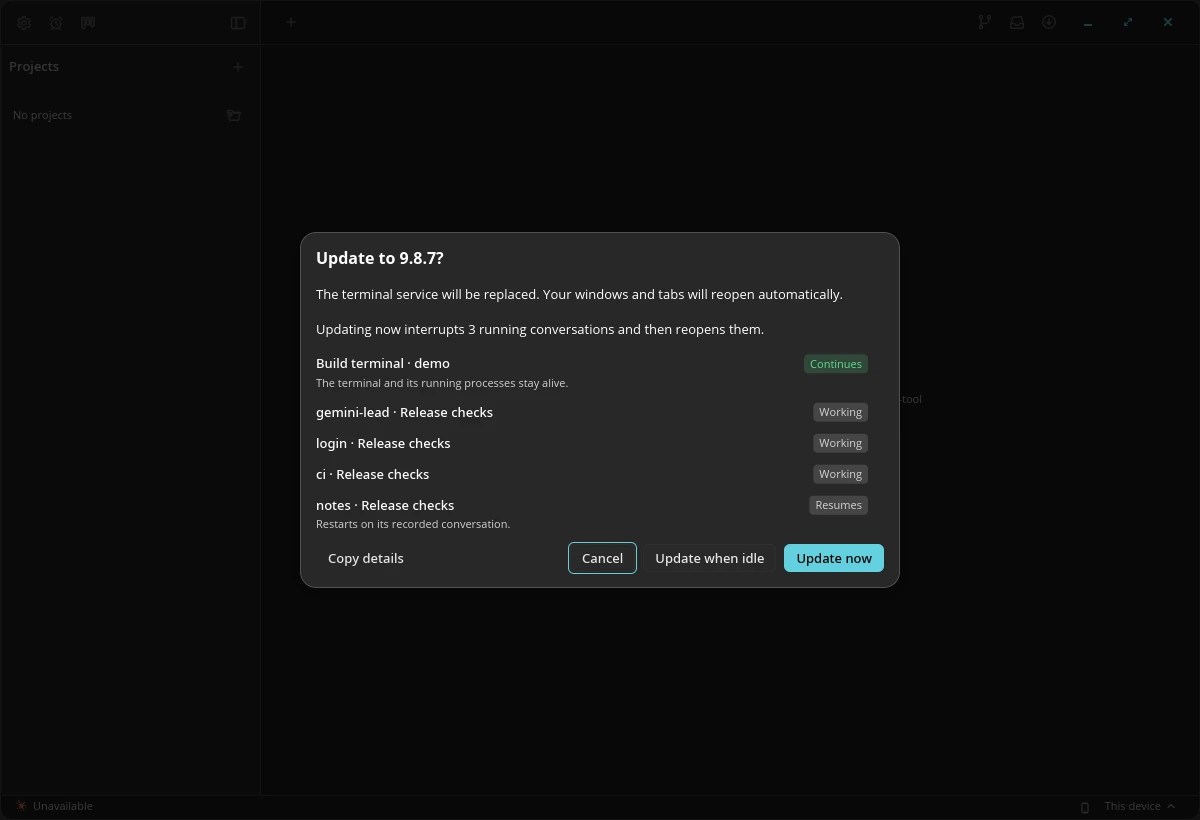 Projects
No projects
Update to 9.8.7?
The terminal service will be replaced. Your windows and tabs will reopen automatically.
Updating now interrupts 3 running conversations and then reopens them.
Build terminal · demo
Continues
The terminal and its running processes stay alive.
-tool
gemini-lead · Release checks
Working
login · Release checks
Working
ci · Release checks
Working
notes · Release checks
Resumes
Restarts on its recorded conversation.
Copy details
Cancel
Update when idle
Update now
Unavailable
This device